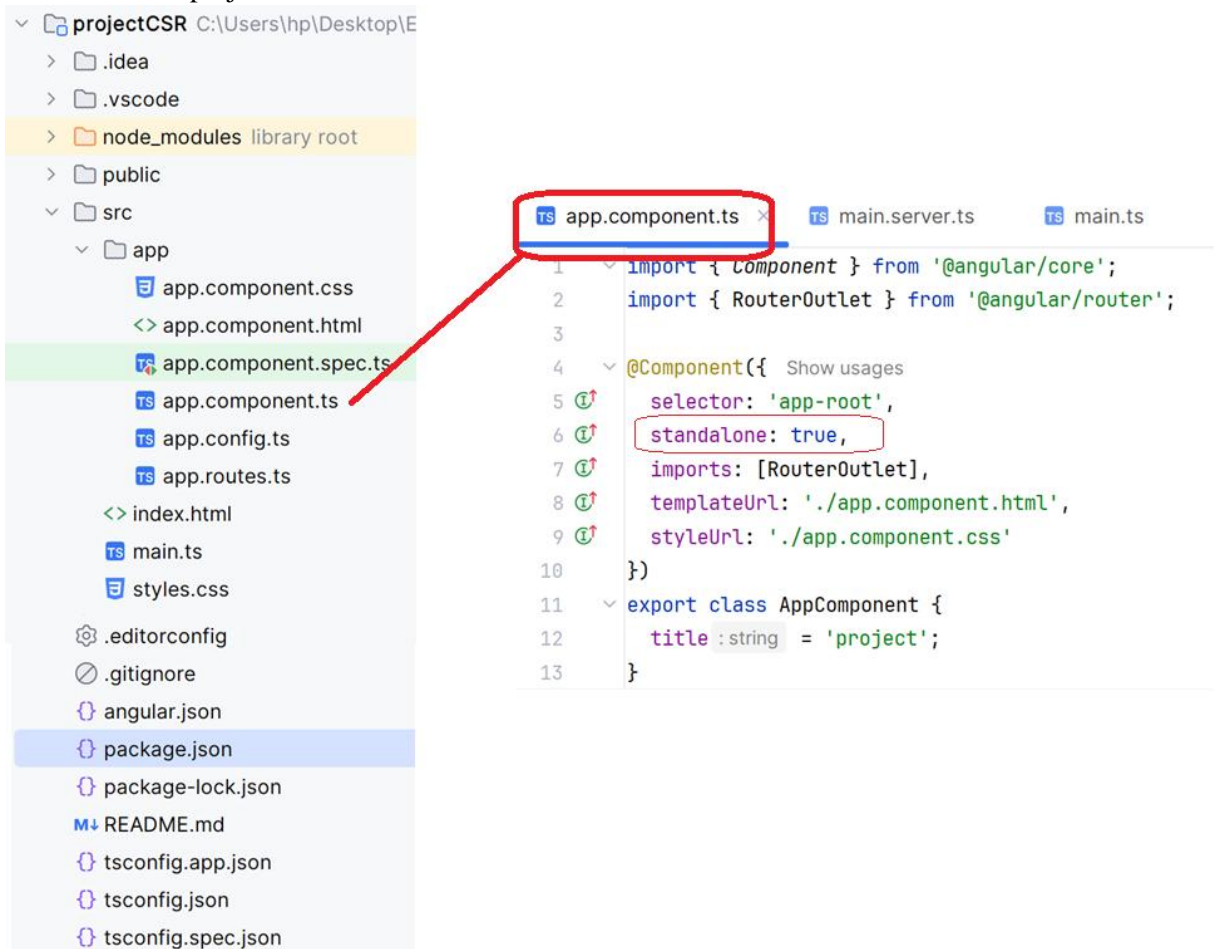 projectCSR C:\Users\hp\Desktop\E
.idea
.vscode
node_modules library root
public
src
app
app.component.css
app.component.html
app.component.spec.ts
app.component.ts
app.config.ts
app.routes.ts
index.html
main.ts
styles.css
.editorconfig
.gitignore
angular.json
package.json
package-lock.json
README.md
tsconfig.app.json
tsconfig.json
tsconfig.spec.json
app.component.ts main.server.ts main.ts
1 import { Component } from '@angular/core';
2 import { RouterOutlet } from '@angular/router';
3
4 @Component({ Show usages
5 selector: 'app-root',
6 standalone: true,
7 imports: [RouterOutlet],
8 templateUrl: './app.component.html',
9 styleUrl: './app.component.css'
10 })
11 export class AppComponent {
12 title : string = 'project';
13 }